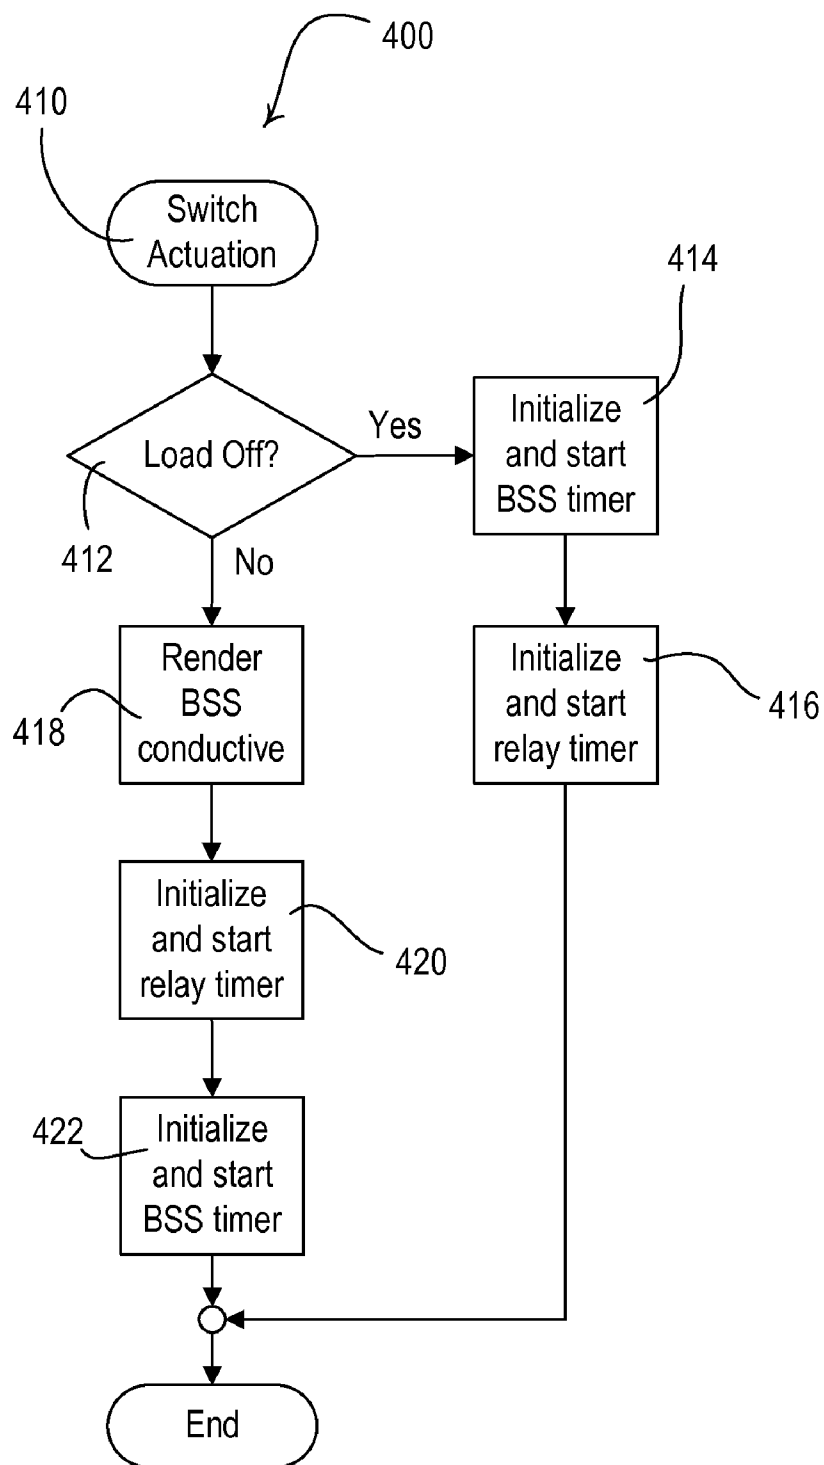 400
410
Switch
Actuation
414
Load Off?
Yes
Initialize
and start
BSS timer
412
No
Render
BSS
conductive
418
Initialize
and start
relay timer
416
Initialize
and start
relay timer
420
422
Initialize
and start
BSS timer
End